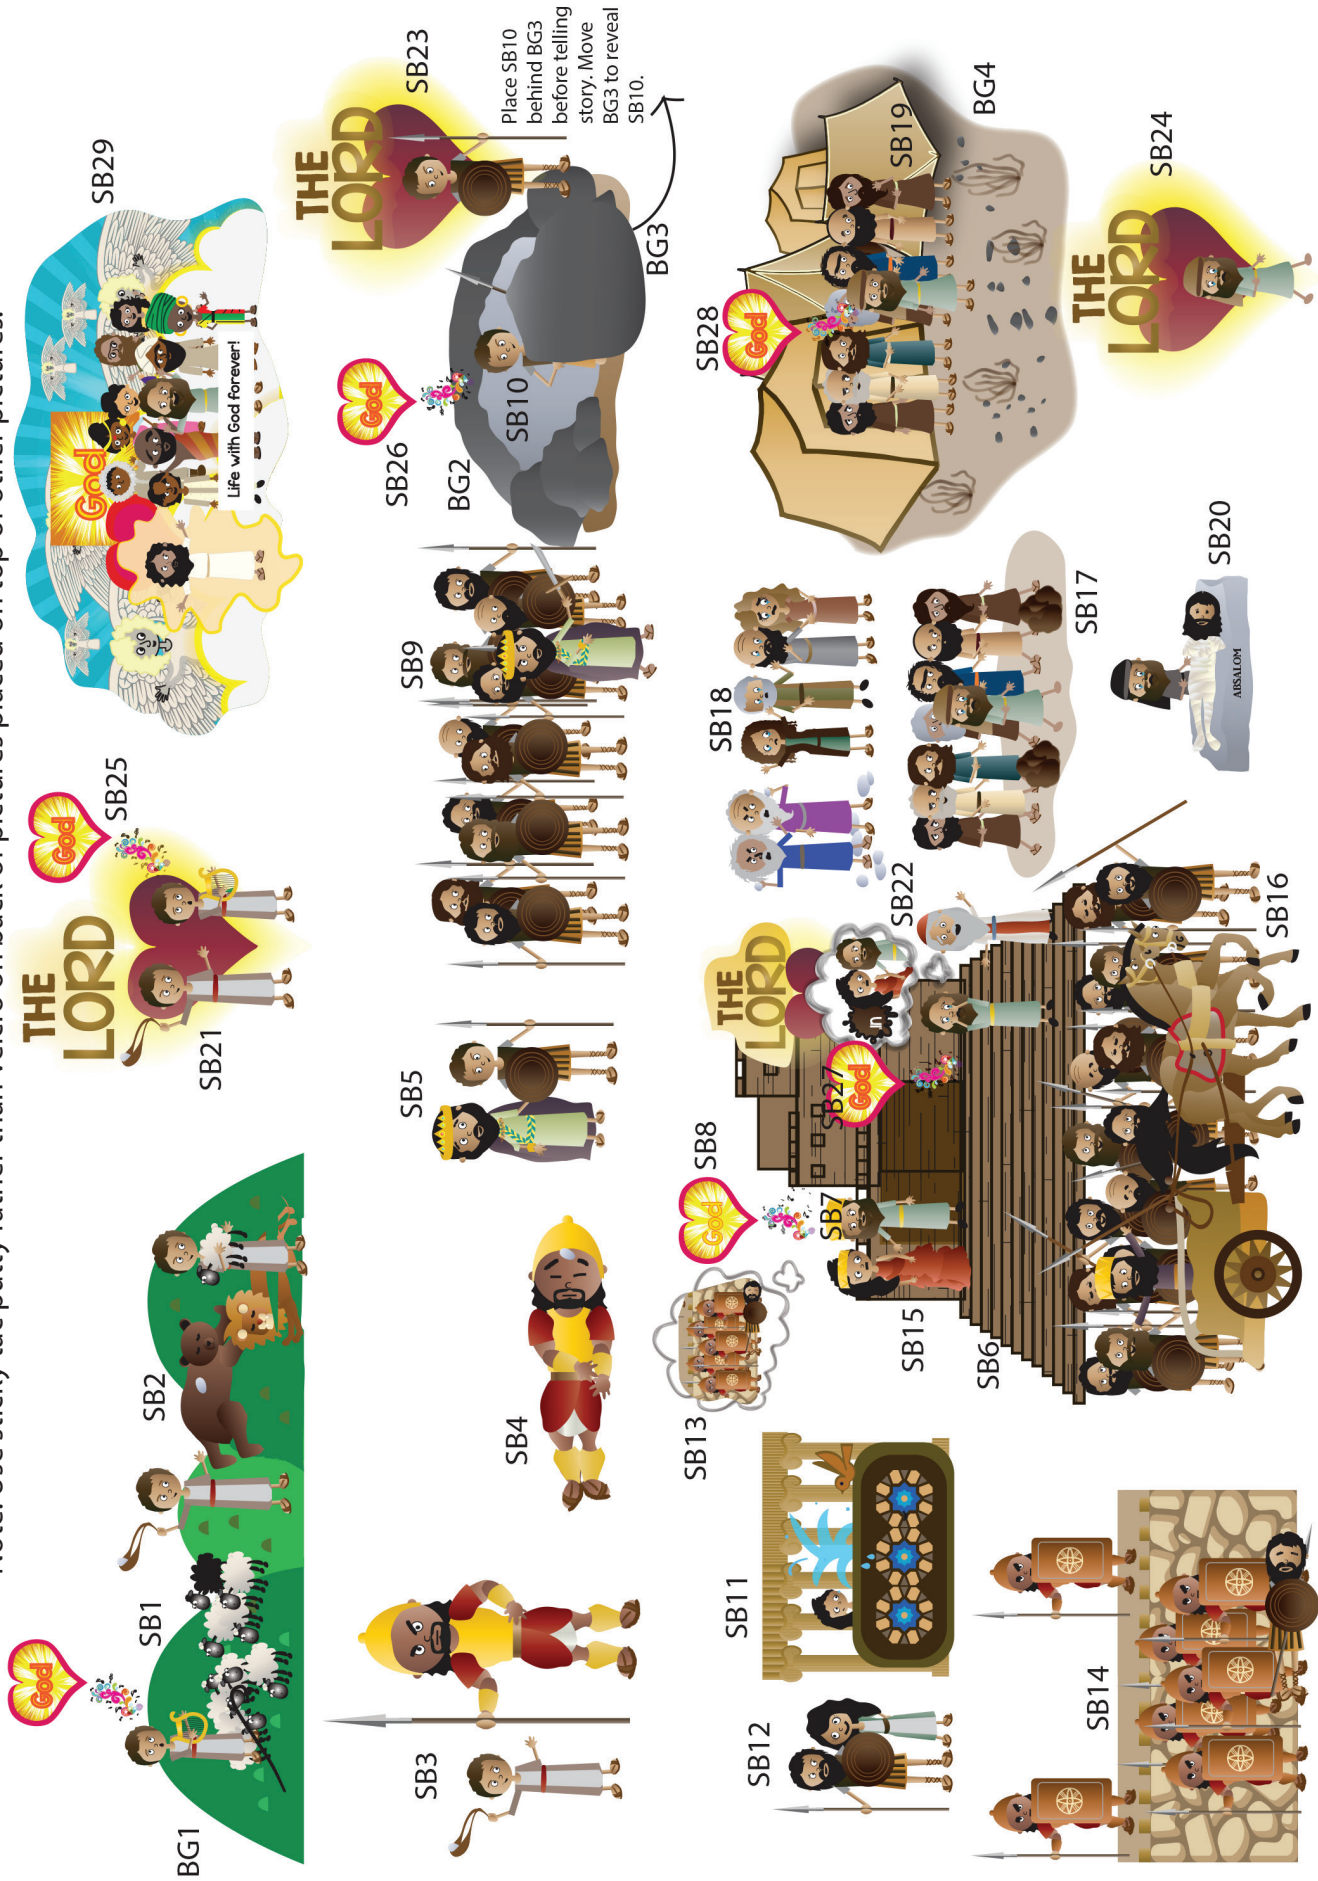 Note: Use sticky tac putty rather than Velcro on back of pictures placed on top of other pictures.
God
BG1
SB1
SB2
THE
LORD
SB21
God
SB25
God
Life with God forever!
SB29
SB3
SB4
SB5
SB9
God
SB26
BG2
SB10
BG3
THE
LORD
SB23
Place SB10
behind BG3
before telling
story. Move
BG3 to reveal
SB10.
SB12
SB11
SB13
God
SB8
SB7
SB15
SB6
THE
LORD
God
SB27
SB22
SB18
God
SB28
SB19
BG4
SB14
SB16
SB17
ABSALOM
SB20
THE
LORD
SB24